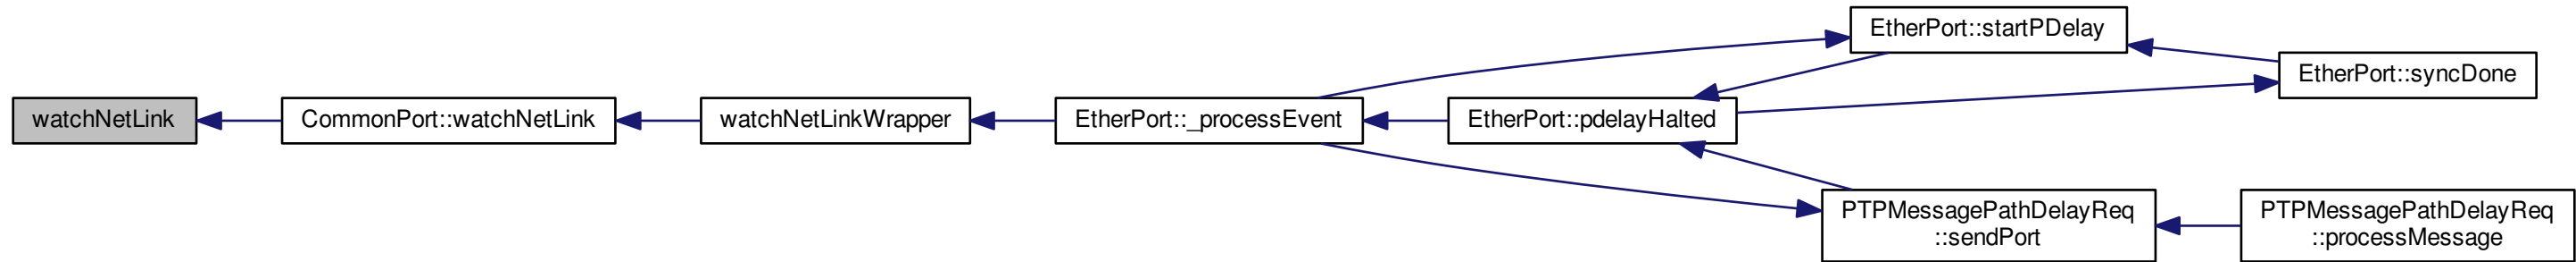 watchNetLink
CommonPort::watchNetLink
watchNetLinkWrapper
EtherPort::_processEvent
EtherPort::pdelayHalted
EtherPort::startPDelay
EtherPort::syncDone
PTPMessagePathDelayReq
::sendPort
PTPMessagePathDelayReq
::processMessage